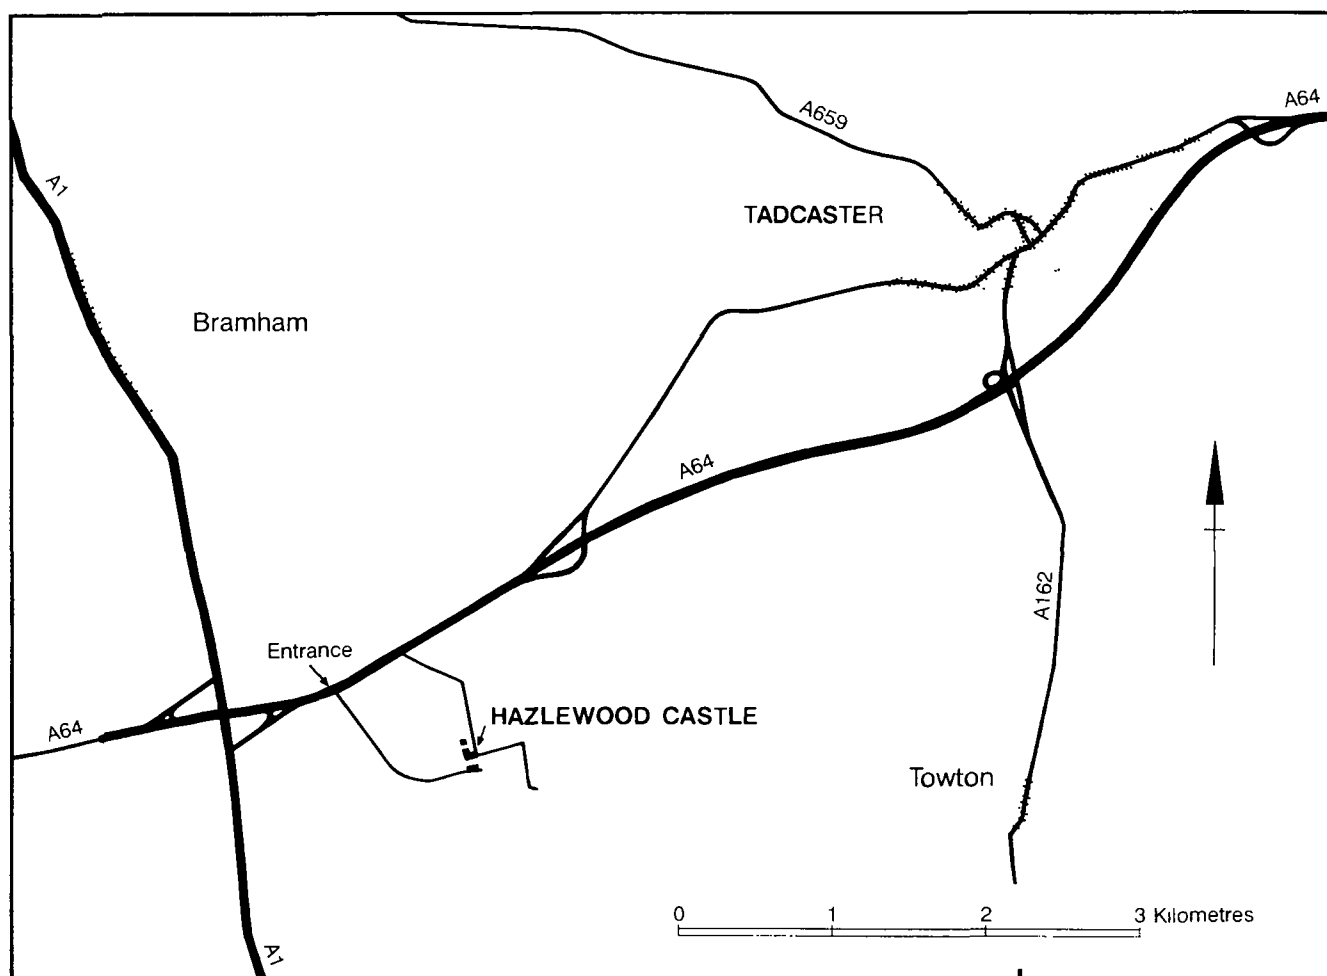 A64
A659
A1
TADCASTER
Bramham
A64
A162
Entrance
HAZLEWOOD CASTLE
A64
Towton
0 1 2 3 Kilometres
A1